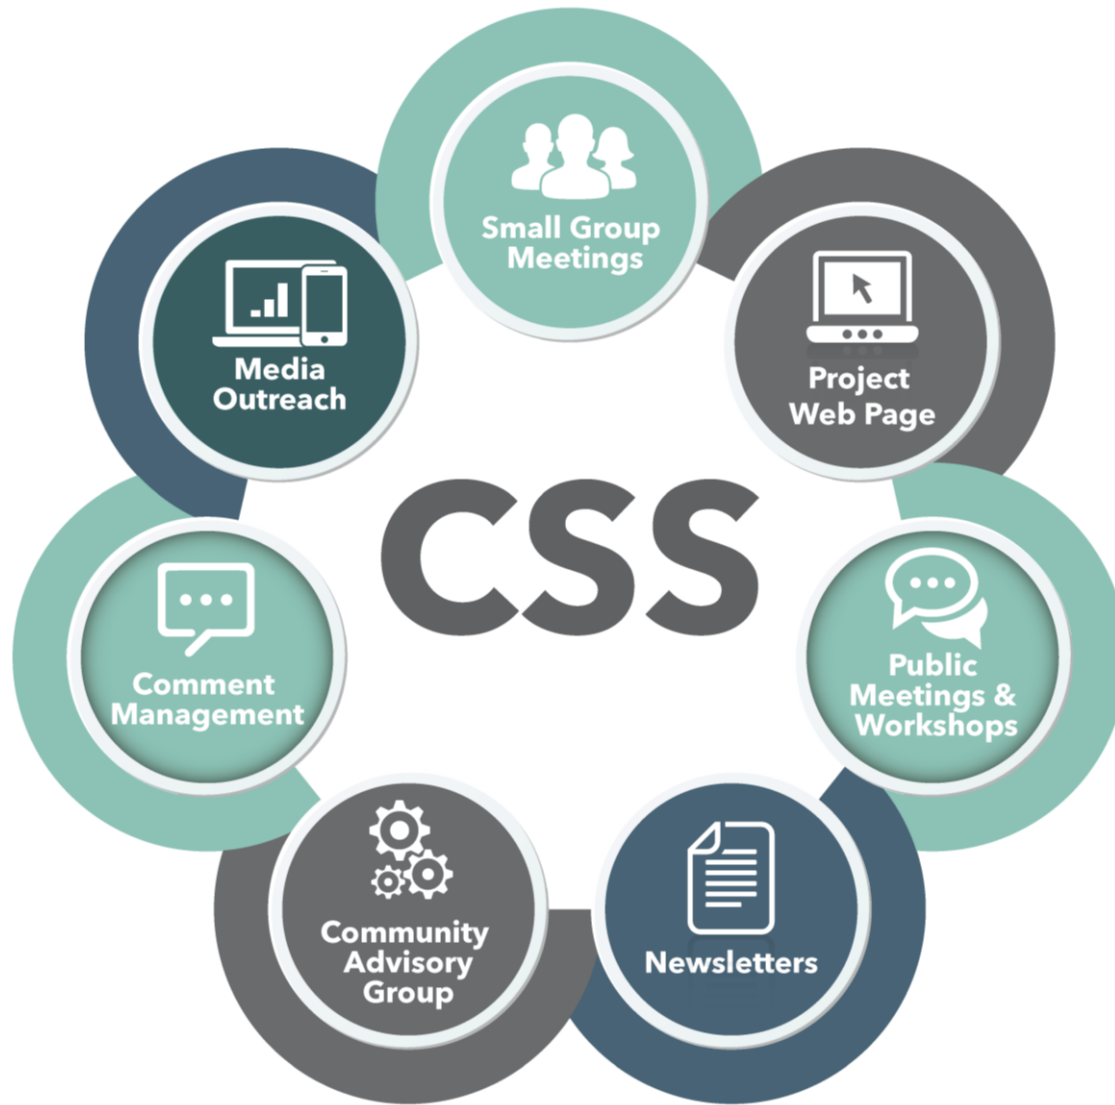 Small Group
Meetings
Project
Web Page
Public
Meetings &
Workshops
Newsletters
Community
Advisory
Group
Comment
Management
Media
Outreach
CSS